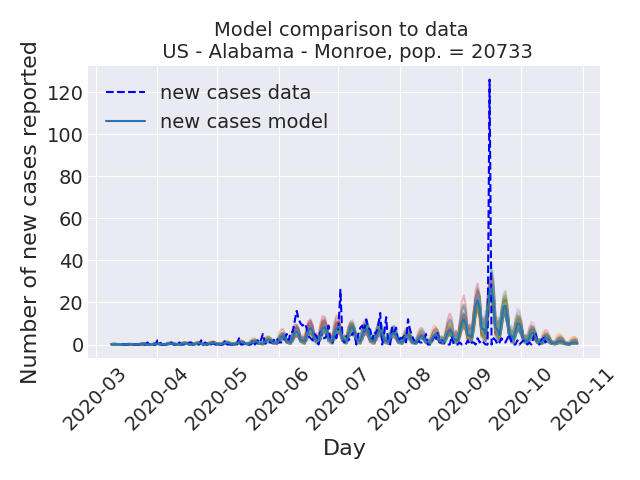 Model comparison to data
US - Alabama - Monroe, pop. = 20733
Number of new cases reported
120
100
80
60
40
20
0
new cases data
new cases model
2020-03
2020-04
2020-05
2020-06
2020-07
2020-08
2020-09
2020-10
2020-11
Day